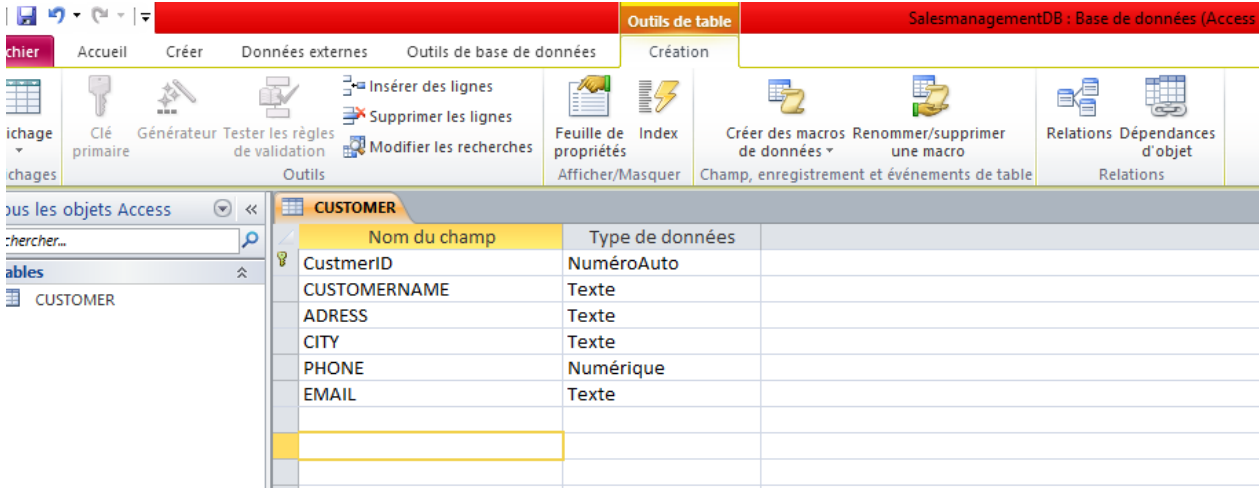 Outils de table
SalesmanagementDB : Base de données (Access
chier Accueil Créer Données externes Outils de base de données Création
ichage
Clé primaire
Générateur
Tester les règles de validation
Insérer des lignes
Supprimer les lignes
Modifier les recherches
Feuille de propriétés
Index
Créer des macros de données
Renommer/supprimer une macro
Relations
Dépendances d'objet
chages
Outils
Afficher/Masquer
Champ, enregistrement et événements de table
Relations
ous les objets Access
chercher...
ables
CUSTOMER
CUSTOMER
Nom du champ Type de données
CustmerID NuméroAuto
CUSTOMERNAME Texte
ADRESS Texte
CITY Texte
PHONE Numérique
EMAIL Texte